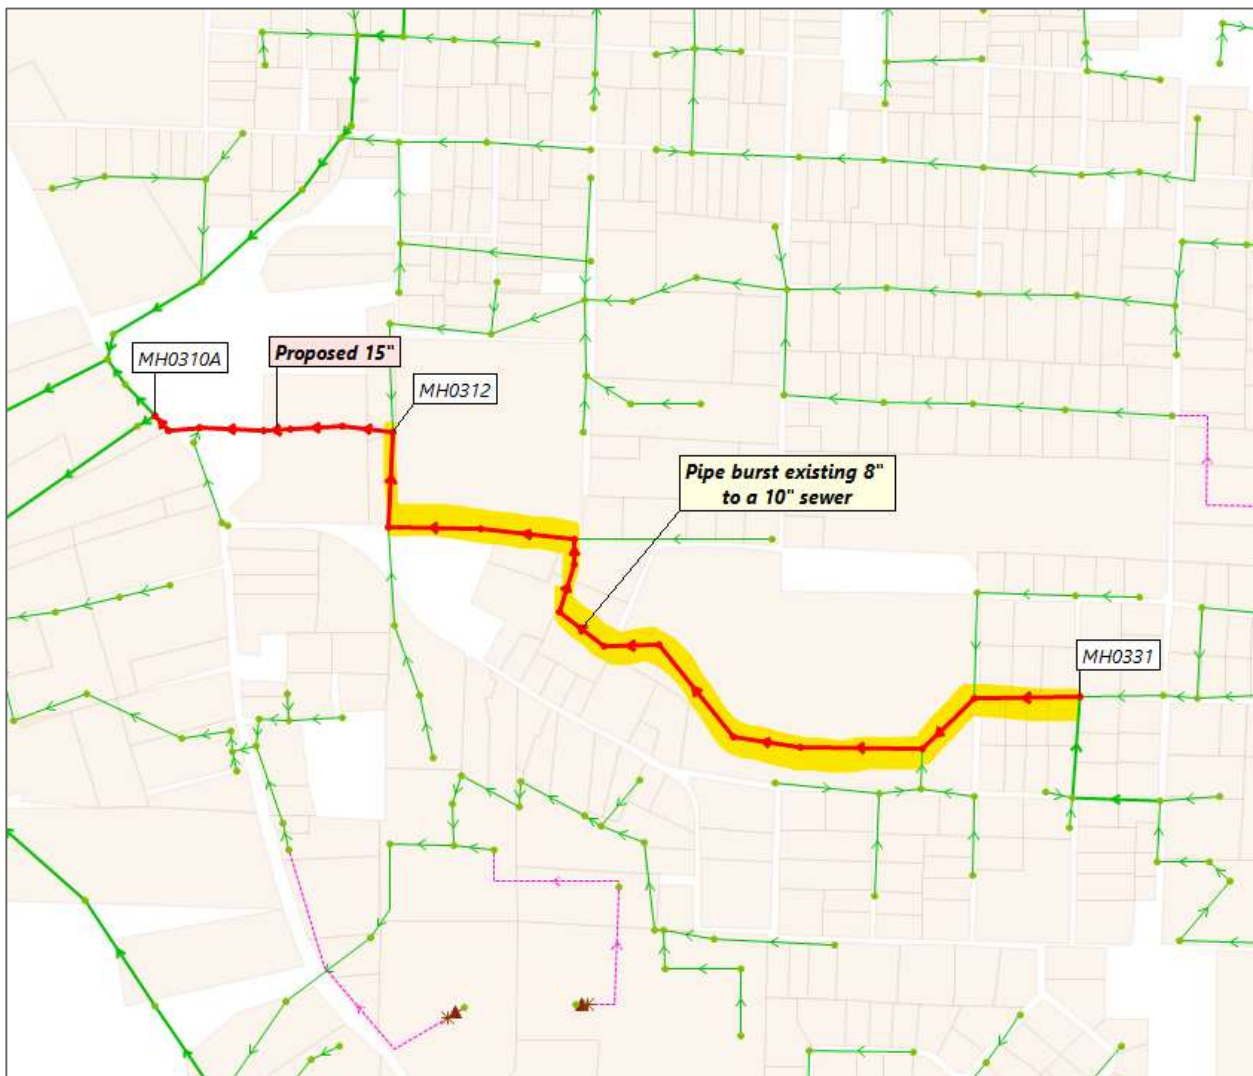 MH0310A
Proposed 15"
MH0312
Pipe burst existing 8"
to a 10" sewer
MH0331